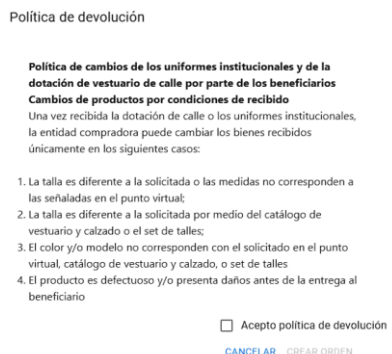 Política de devolución
Política de cambios de los uniformes institucionales y de la
dotación de vestuario de calle por parte de los beneficiarios
Cambios de productos por condiciones de recibido
Una vez recibida la dotación de calle o los uniformes institucionales,
la entidad compradora puede cambiar los bienes recibidos
únicamente en los siguientes casos:
1. La talla es diferente a la solicitada o las medidas no corresponden a
las señaladas en el punto virtual;
2. La talla es diferente a la solicitada por medio del catálogo de
vestuario y calzado o el set de talles;
3. El color y/o modelo no corresponden con el solicitado en el punto
virtual, catálogo de vestuario y calzado, o set de talles
4. El producto es defectuoso y/o presenta daños antes de la entrega al
beneficiario
Acepto política de devolución
CANCELAR CREAR ORDEN